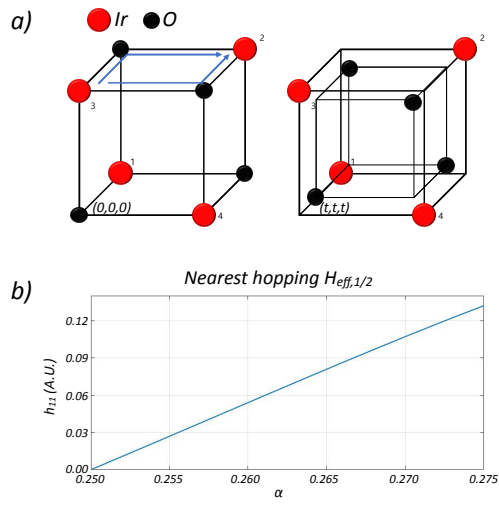 a)
Ir O
2
3
1
(0,0,0)
4
2
3
1
(t,t,t)
4
b)
Nearest hopping H_eff,1/2
h_11 (A.U.)
0.12
0.09
0.06
0.03
0.00
0.250 0.255 0.260 0.265 0.270 0.275
α